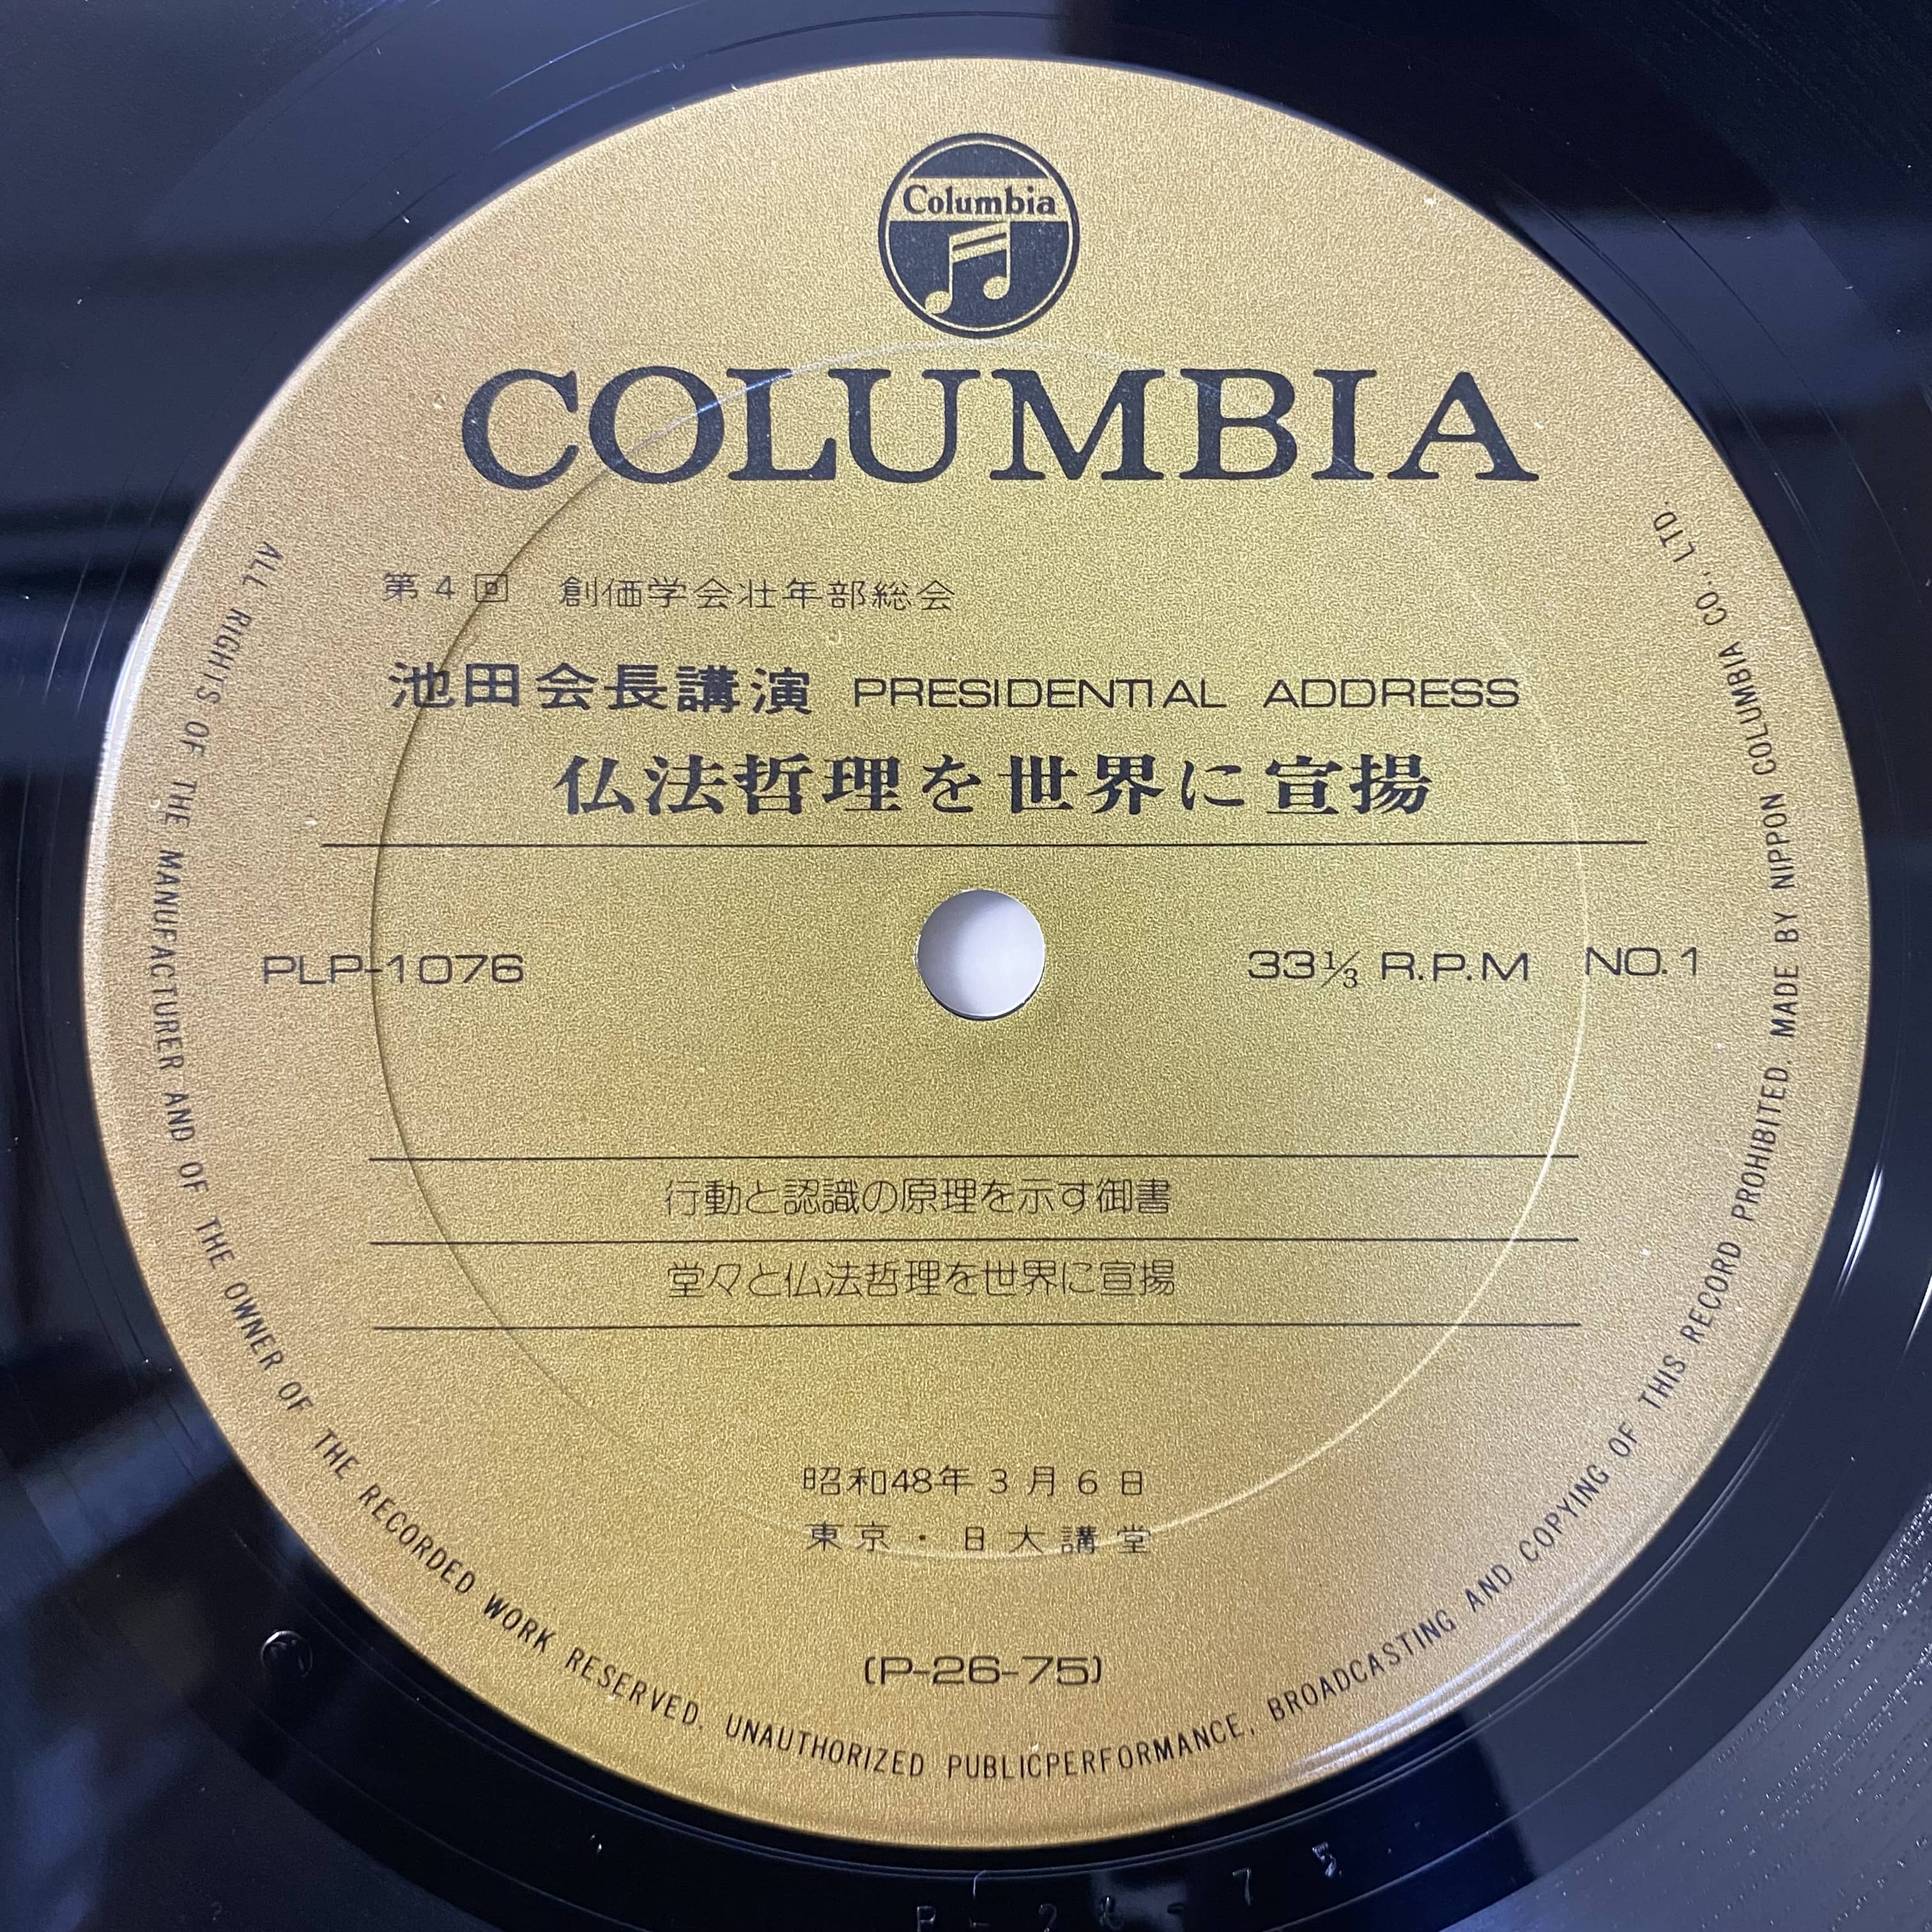 Columbia
COLUMBIA
第4回 創価学会壮年部総会
池田会長講演 PRESIDENTIAL ADDRESS
仏法哲理を世界に宣揚
PLP-1076 33⅓ R.P.M NO.1
行動と認識の原理を示す御書
堂々と仏法哲理を世界に宣揚
昭和48年3月6日
東京・日大講堂
(P-26-75)
ALL RIGHTS OF THE MANUFACTURER AND OF THE OWNER OF THE RECORDED WORK RESERVED. UNAUTHORIZED PUBLICPERFORMANCE, BROADCASTING AND COPYING OF THIS RECORD PROHIBITED. MADE BY NIPPON COLUMBIA CO., LTD.